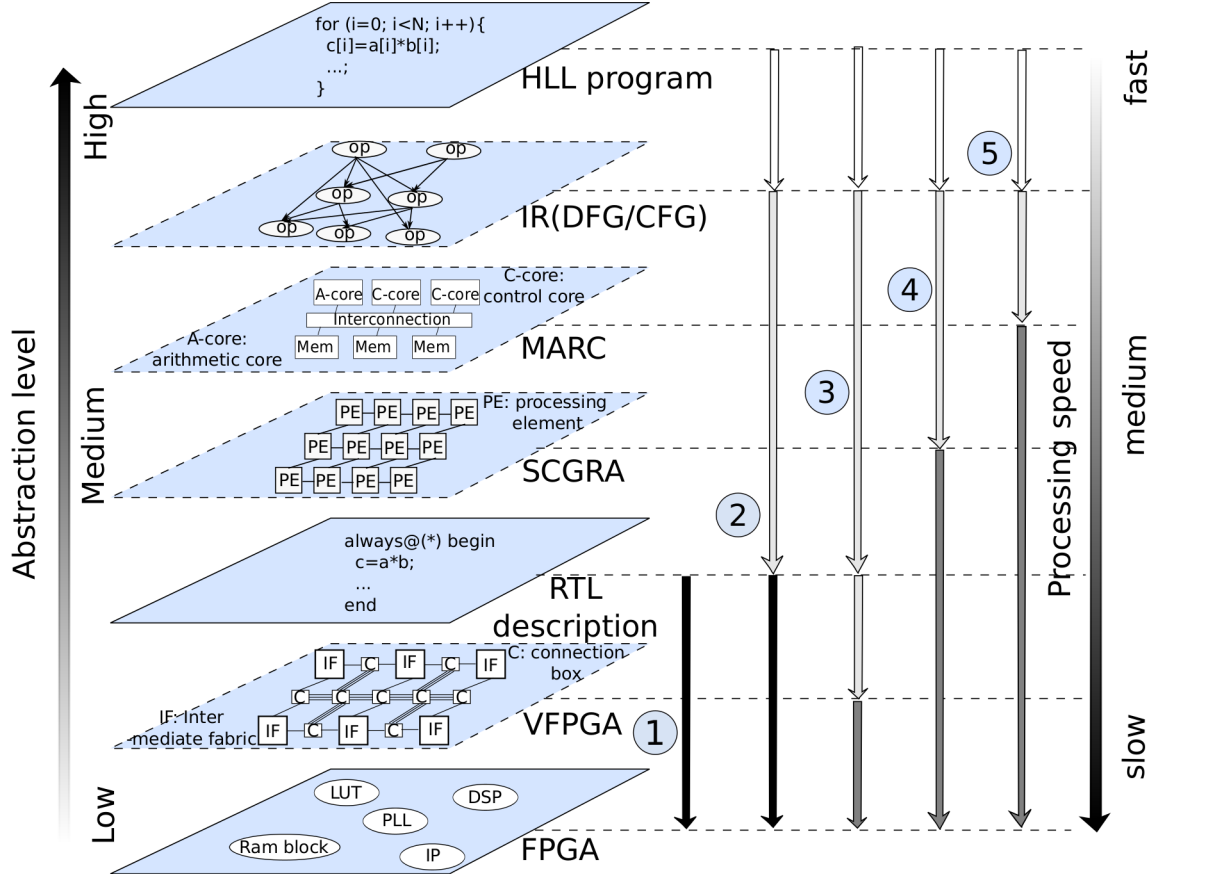 for (i=0; i<N; i++){
c[i]=a[i]*b[i];
...;
}
HLL program
fast
High
5
op
op
op
op
op
op
op
IR(DFG/CFG)
C-core:
control core
A-core
C-core
C-core
Interconnection
Mem
Mem
Mem
A-core:
arithmetic core
MARC
4
Abstraction level
Medium
medium
Processing speed
3
PE: processing
element
PE
PE
PE
PE
PE
PE
PE
PE
PE
PE
PE
PE
SCGRA
2
always@(*) begin
c=a*b;
...
end
RTL
description
C: connection
box
IF
C
IF
C
IF
C
C
C
C
C
IF
C
IF
C
IF
IF: Inter
mediate fabric
VFPGA
1
slow
Low
LUT
DSP
PLL
Ram block
IP
FPGA